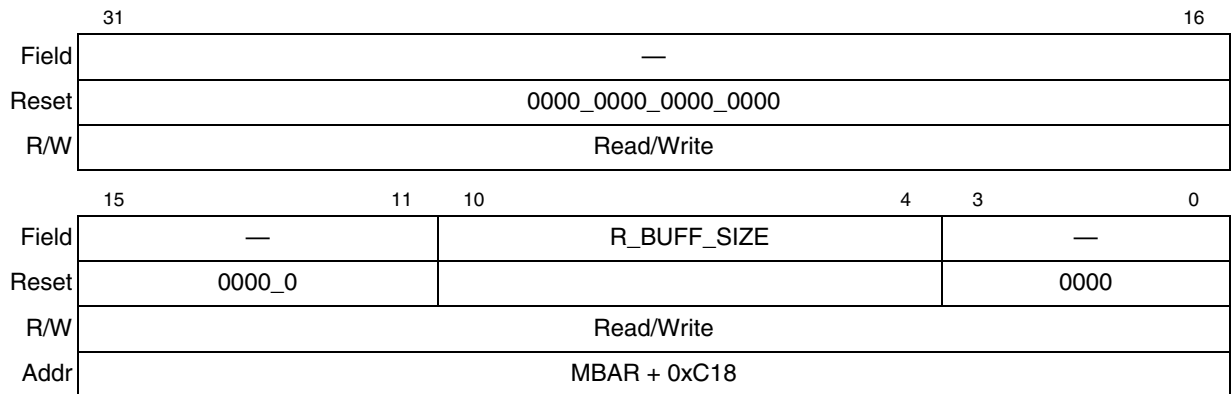 31 16
Field —
Reset 0000_0000_0000_0000
R/W Read/Write
15 11 10 4 3 0
Field — R_BUFF_SIZE —
Reset 0000_0 0000
R/W Read/Write
Addr MBAR + 0xC18